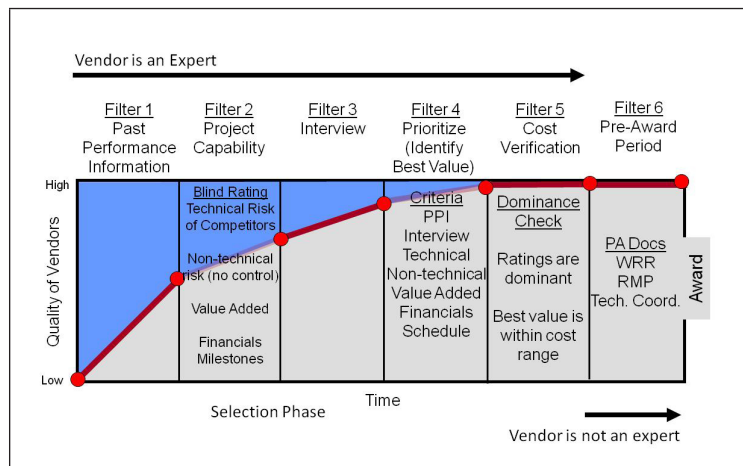 Vendor is an Expert
Filter 1
Past
Performance
Information
Filter 2
Project
Capability
Filter 3
Interview
Filter 4
Prioritize
(Identify
Best Value)
Filter 5
Cost
Verification
Filter 6
Pre-Award
Period
High
Quality of Vendors
Low
Blind Rating
Technical Risk
of Competitors
Non-technical
risk (no control)
Value Added
Financials
Milestones
Criteria
PPI
Interview
Technical
Non-technical
Value Added
Financials
Schedule
Dominance
Check
Ratings are
dominant
Best value is
within cost
range
PA Docs
WRR
RMP
Tech. Coord.
Award
Time
Selection Phase
Vendor is not an expert